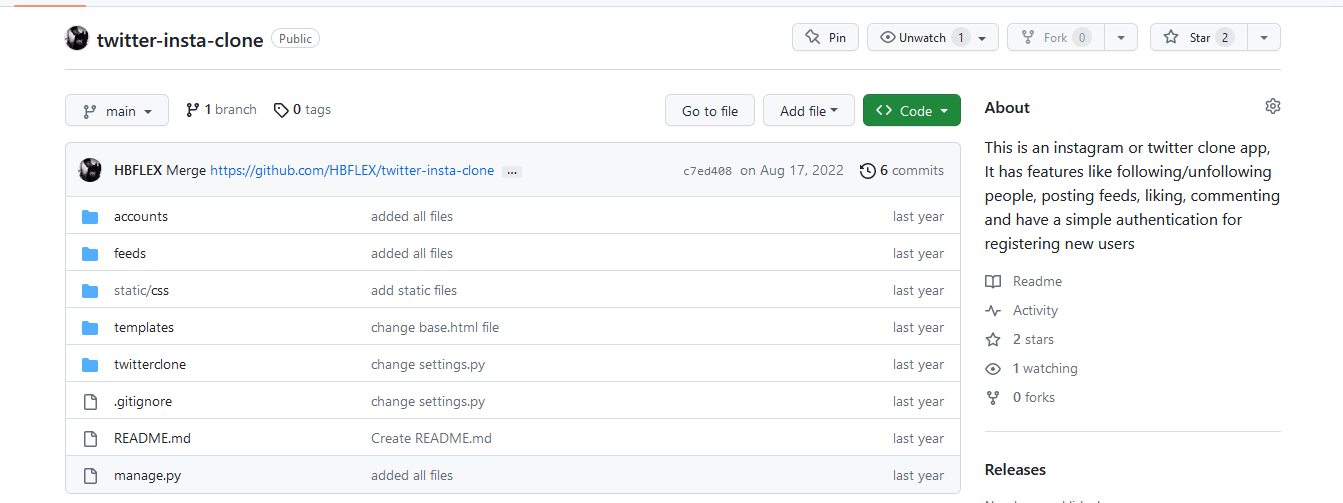 twitter-insta-clone Public Pin Unwatch 1 Fork 0 Star 2
main 1 branch 0 tags Go to file Add file <> Code
HBFLEX Merge https://github.com/HBFLEX/twitter-insta-clone ... c7ed408 on Aug 17, 2022 6 commits
accounts added all files last year
feeds added all files last year
static/css add static files last year
templates change base.html file last year
twitterclone change settings.py last year
.gitignore change settings.py last year
README.md Create README.md last year
manage.py added all files last year
About
This is an instagram or twitter clone app,
It has features like following/unfollowing
people, posting feeds, liking, commenting
and have a simple authentication for
registering new users
Readme
Activity
2 stars
1 watching
0 forks
Releases